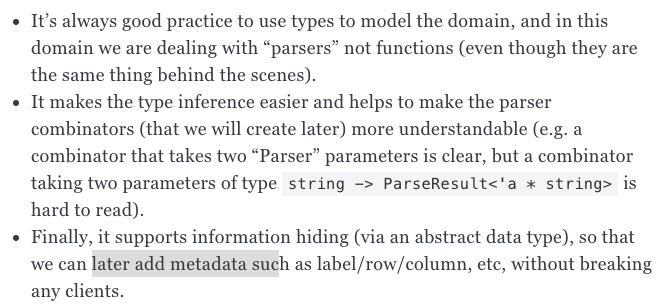 • It’s always good practice to use types to model the domain, and in this
domain we are dealing with “parsers” not functions (even though they are
the same thing behind the scenes).
• It makes the type inference easier and helps to make the parser
combinators (that we will create later) more understandable (e.g. a
combinator that takes two “Parser” parameters is clear, but a combinator
taking two parameters of type string -> ParseResult<'a * string> is
hard to read).
• Finally, it supports information hiding (via an abstract data type), so that
we can later add metadata such as label/row/column, etc, without breaking
any clients.